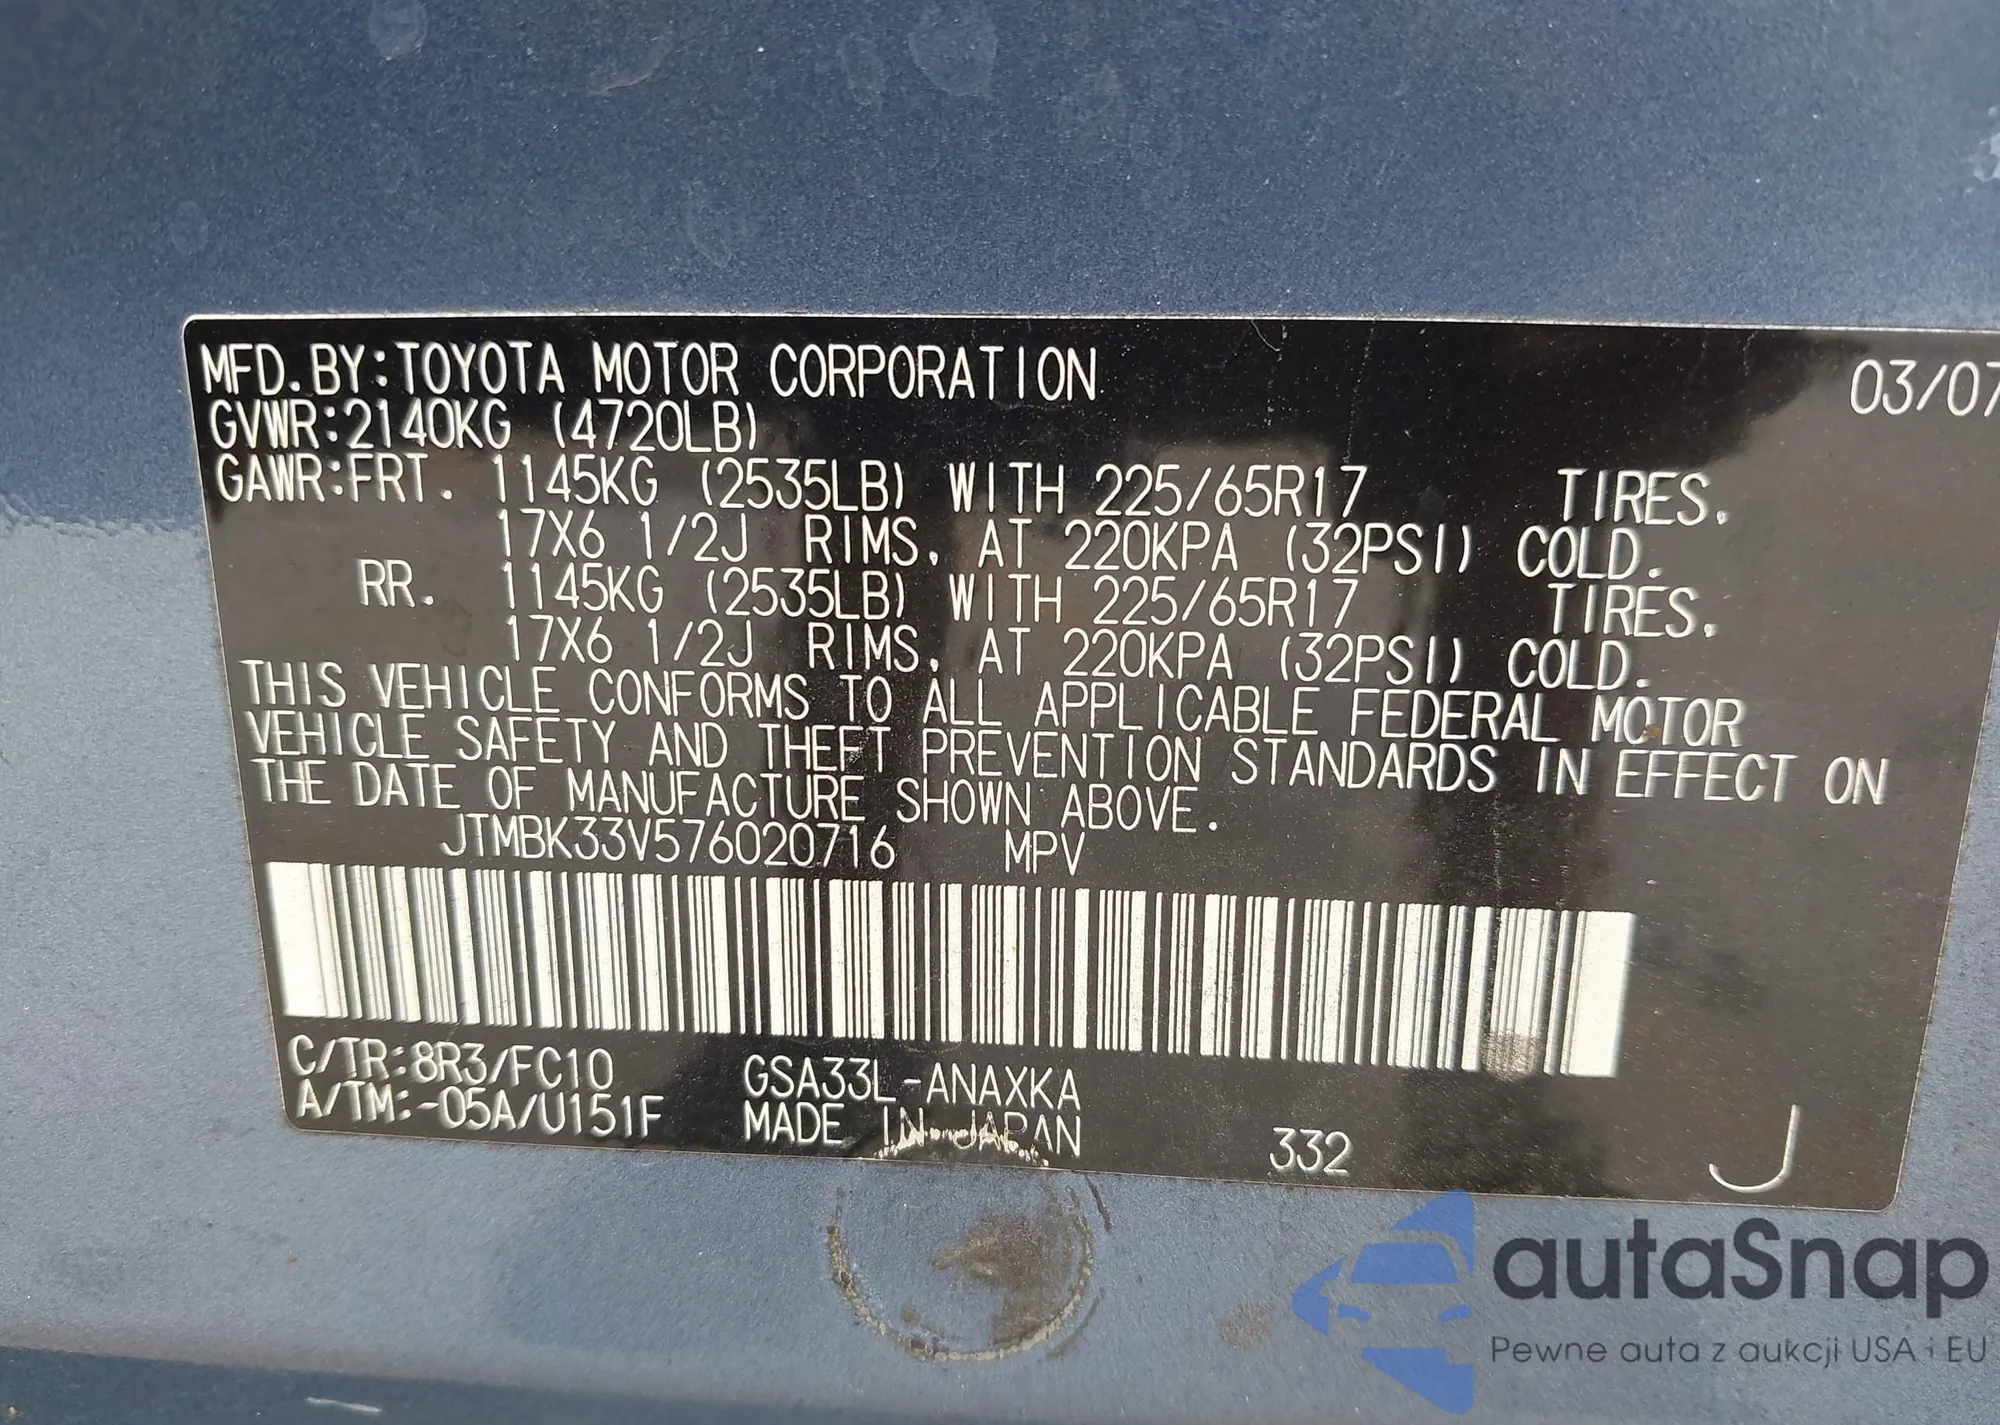 MFD.BY:TOYOTA MOTOR CORPORATION 03/07
GVWR:2140KG (4720LB)
GAWR:FRT. 1145KG (2535LB) WITH 225/65R17 TIRES,
17X6 1/2J RIMS, AT 220KPA (32PSI) COLD.
RR. 1145KG (2535LB) WITH 225/65R17 TIRES,
17X6 1/2J RIMS, AT 220KPA (32PSI) COLD.
THIS VEHICLE CONFORMS TO ALL APPLICABLE FEDERAL MOTOR
VEHICLE SAFETY AND THEFT PREVENTION STANDARDS IN EFFECT ON
THE DATE OF MANUFACTURE SHOWN ABOVE.
JTMBK33V576020716 MPV
C/TR:8R3/FC10 GSA33L-ANAXKA
A/TM:-05A/U151F MADE IN JAPAN 332 J
autaSnap
Pewne auta z aukcji USA i EU